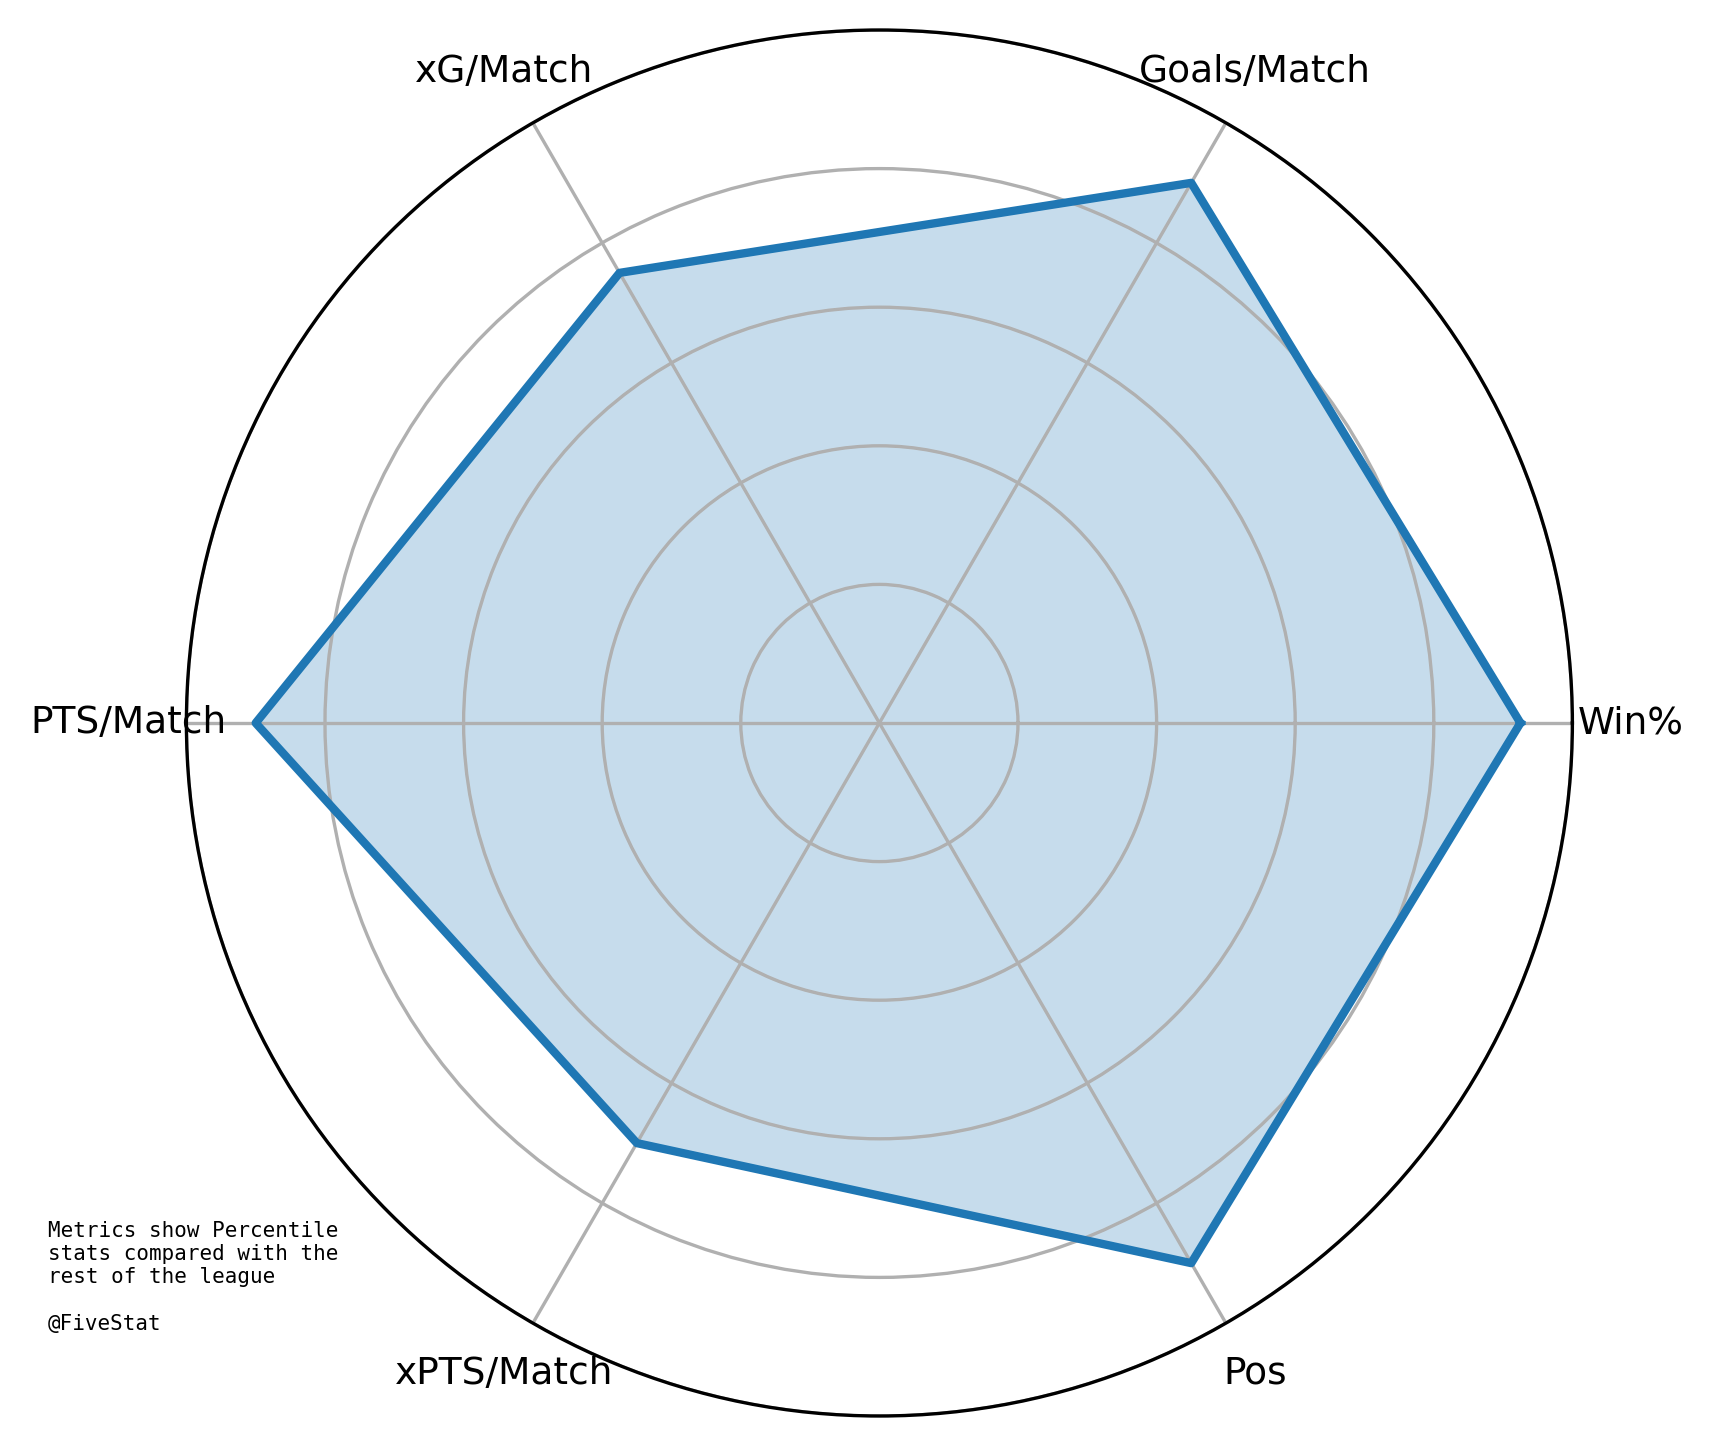 xG/Match
Goals/Match
PTS/Match
Win%
Metrics show Percentile
stats compared with the
rest of the league
@FiveStat
xPTS/Match
Pos